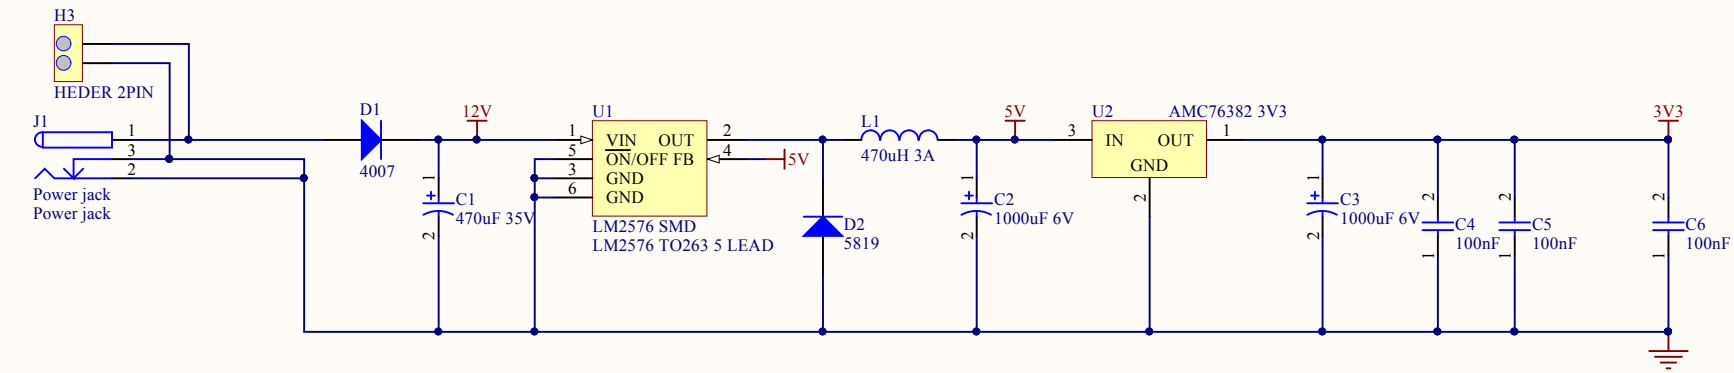 H3
HEDER 2PIN
J1
1
3
2
Power jack
Power jack
D1
4007
12V
1
C1
470uF 35V
2
U1
1 VIN OUT 2
5 ON/OFF FB 4
5V
3 GND
6 GND
LM2576 SMD
LM2576 TO263 5 LEAD
D2
5819
L1
470uH 3A
1
C2
1000uF 6V
2
5V
U2 AMC76382 3V3
3 IN OUT 1
GND
2
1
C3
1000uF 6V
2
2
C4
100nF
1
2
C5
100nF
1
3V3
2
C6
100nF
1